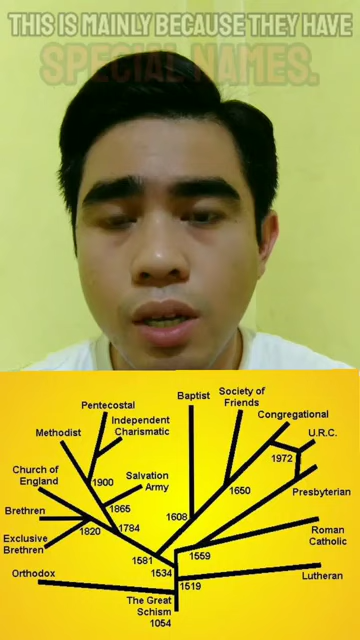 THIS IS MAINLY BECAUSE THEY HAVE
SPECIAL NAMES.
Baptist
Society of
Friends
Pentecostal
Independent
Charismatic
Congregational
Methodist
U.R.C.
1972
Church of
England
1900
Salvation
Army
1650
Presbyterian
1865
Brethren
1820
1784
1608
Roman
Catholic
Exclusive
Brethren
1581
1559
1534
Orthodox
1519
Lutheran
The Great
Schism
1054